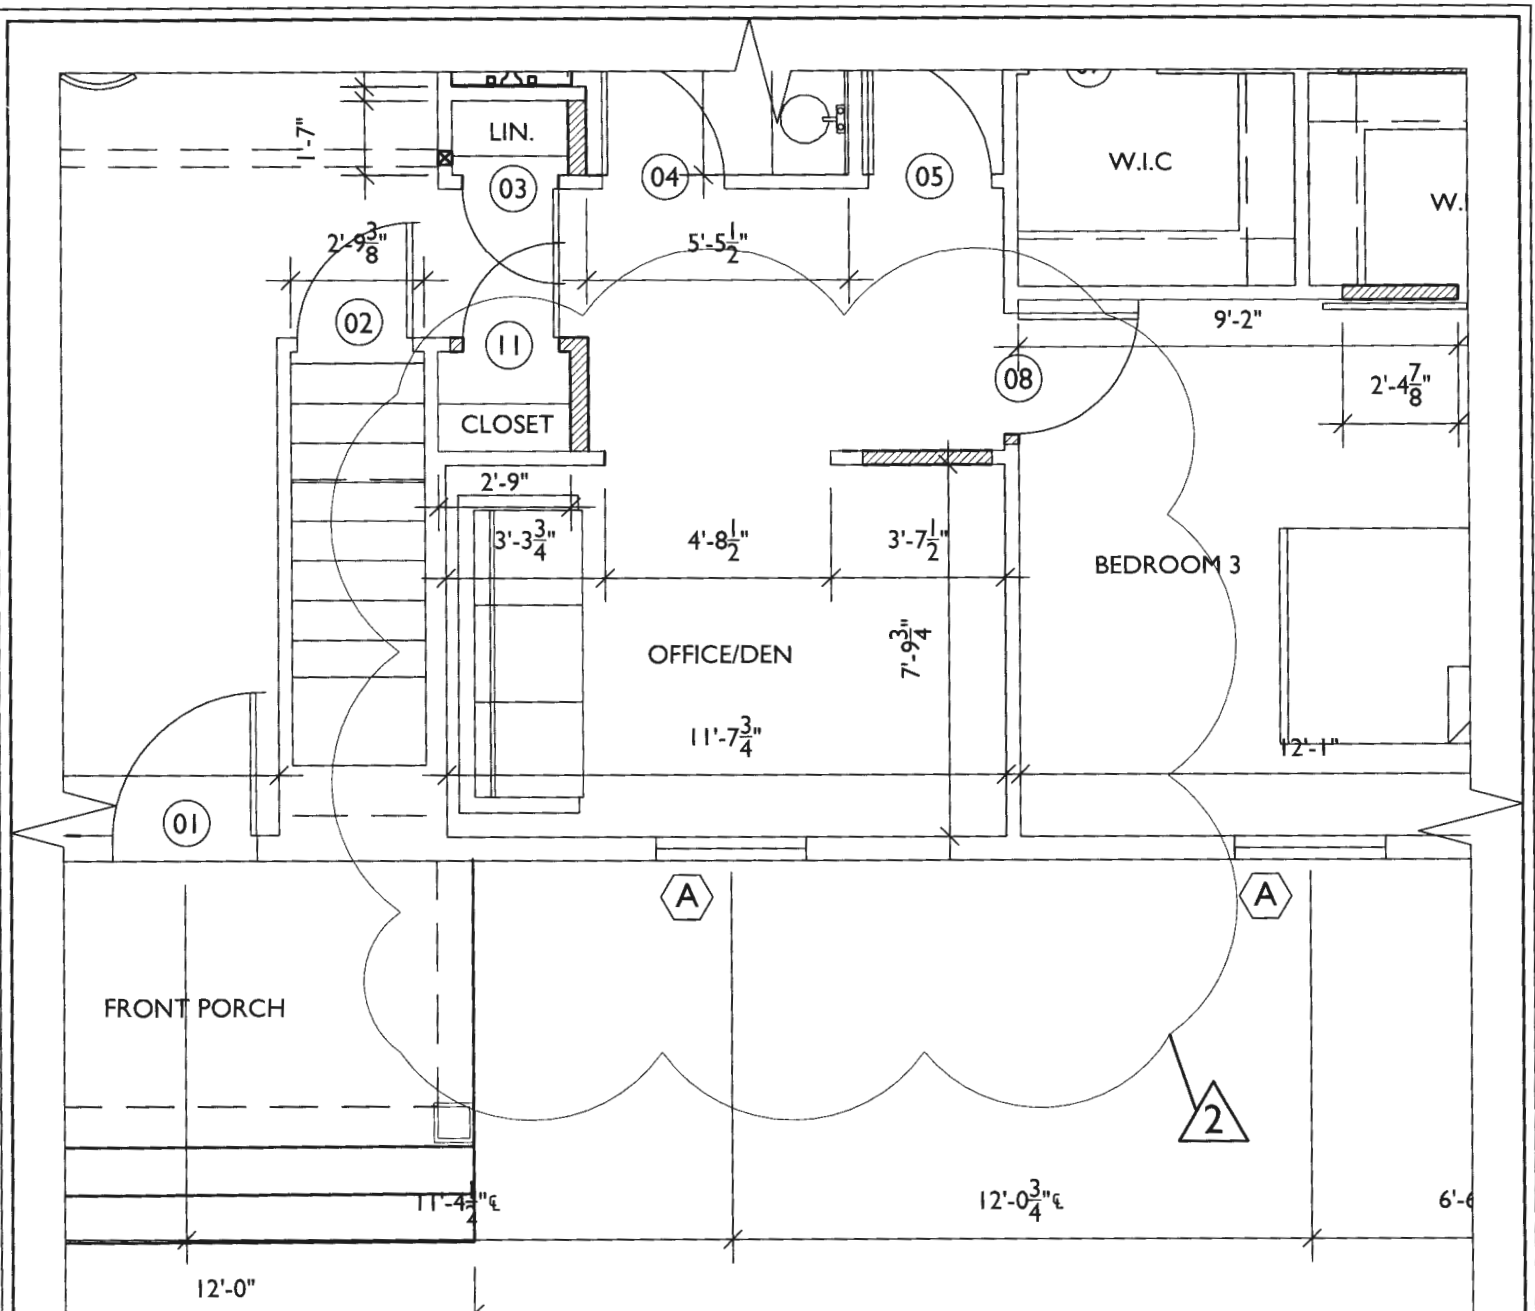 LIN.
1'-7"
03
04
05
W.I.C
2'-9 3/8"
5'-5 1/2"
02
11
9'-2"
08
2'-4 7/8"
CLOSET
2'-9"
3'-3 3/4"
4'-8 1/2"
3'-7 1/2"
BEDROOM 3
OFFICE/DEN
7'-9 3/4"
11'-7 3/4"
12'-1"
01
A
A
FRONT PORCH
2
11'-4 1/2" ℄
12'-0 3/4" ℄
12'-0"